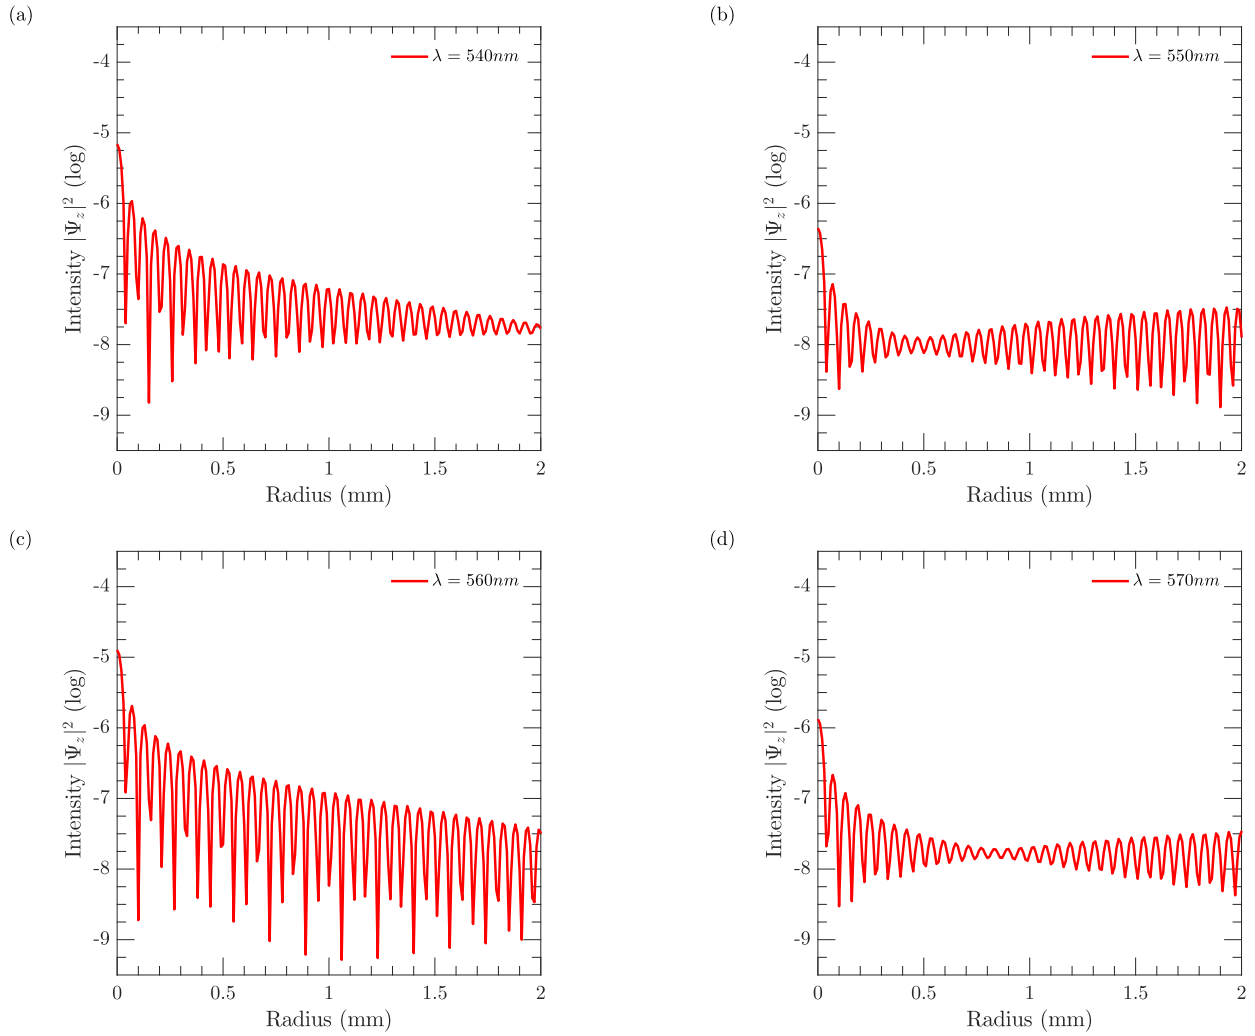 (a)
λ = 540nm
-4
-5
-6
-7
-8
-9
Intensity |Ψ_z|² (log)
0 0.5 1 1.5 2
Radius (mm)
(b)
λ = 550nm
-4
-5
-6
-7
-8
-9
Intensity |Ψ_z|² (log)
0 0.5 1 1.5 2
Radius (mm)
(c)
λ = 560nm
-4
-5
-6
-7
-8
-9
Intensity |Ψ_z|² (log)
0 0.5 1 1.5 2
Radius (mm)
(d)
λ = 570nm
-4
-5
-6
-7
-8
-9
Intensity |Ψ_z|² (log)
0 0.5 1 1.5 2
Radius (mm)